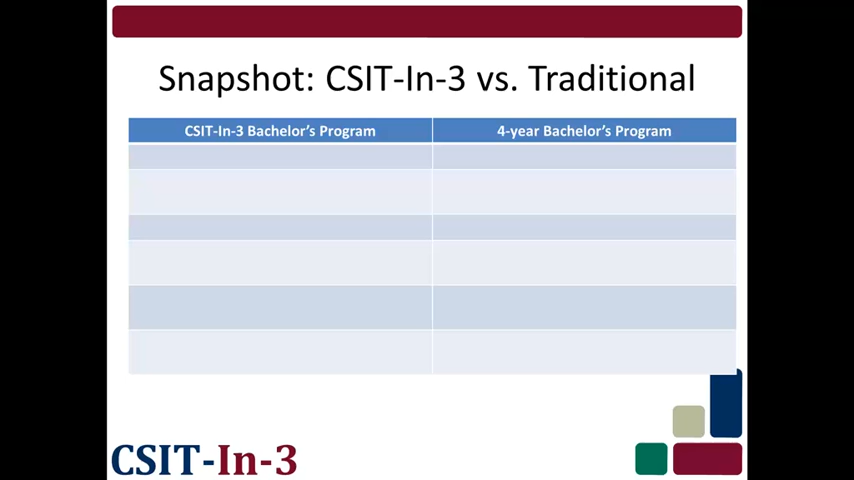 Snapshot: CSIT-In-3 vs. Traditional
CSIT-In-3 Bachelor’s Program
4-year Bachelor’s Program
CSIT-In-3